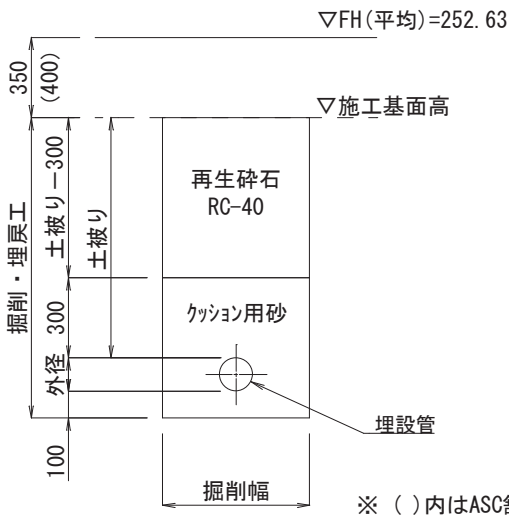 ▽FH(平均)=252.63
350
(400)
▽施工基面高
掘削・埋戻工
土被り－300
土被り
再生砕石
RC-40
300
クッション用砂
外径
埋設管
100
掘削幅
※ ( )内はASC